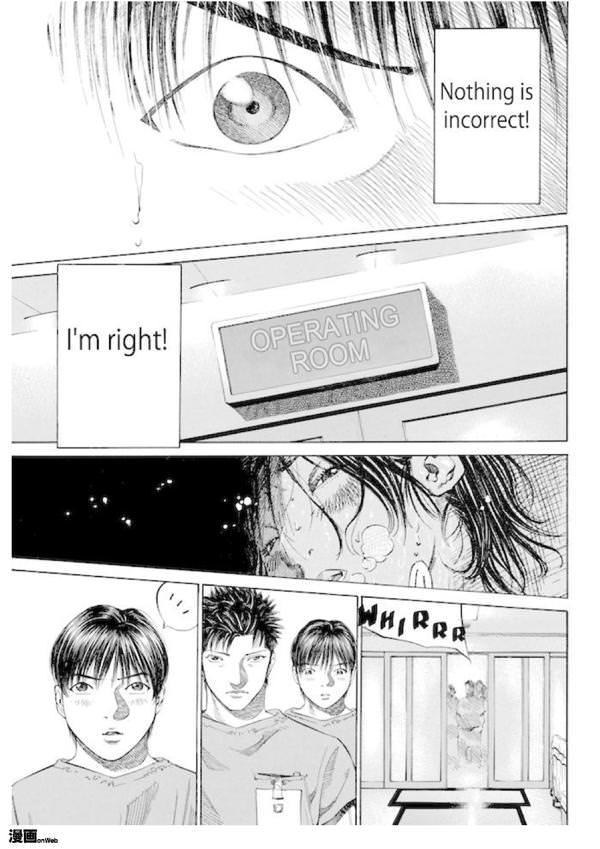 Nothing is
incorrect!
I'm right!
OPERATING
ROOM
WHIRRR
漫画onWeb